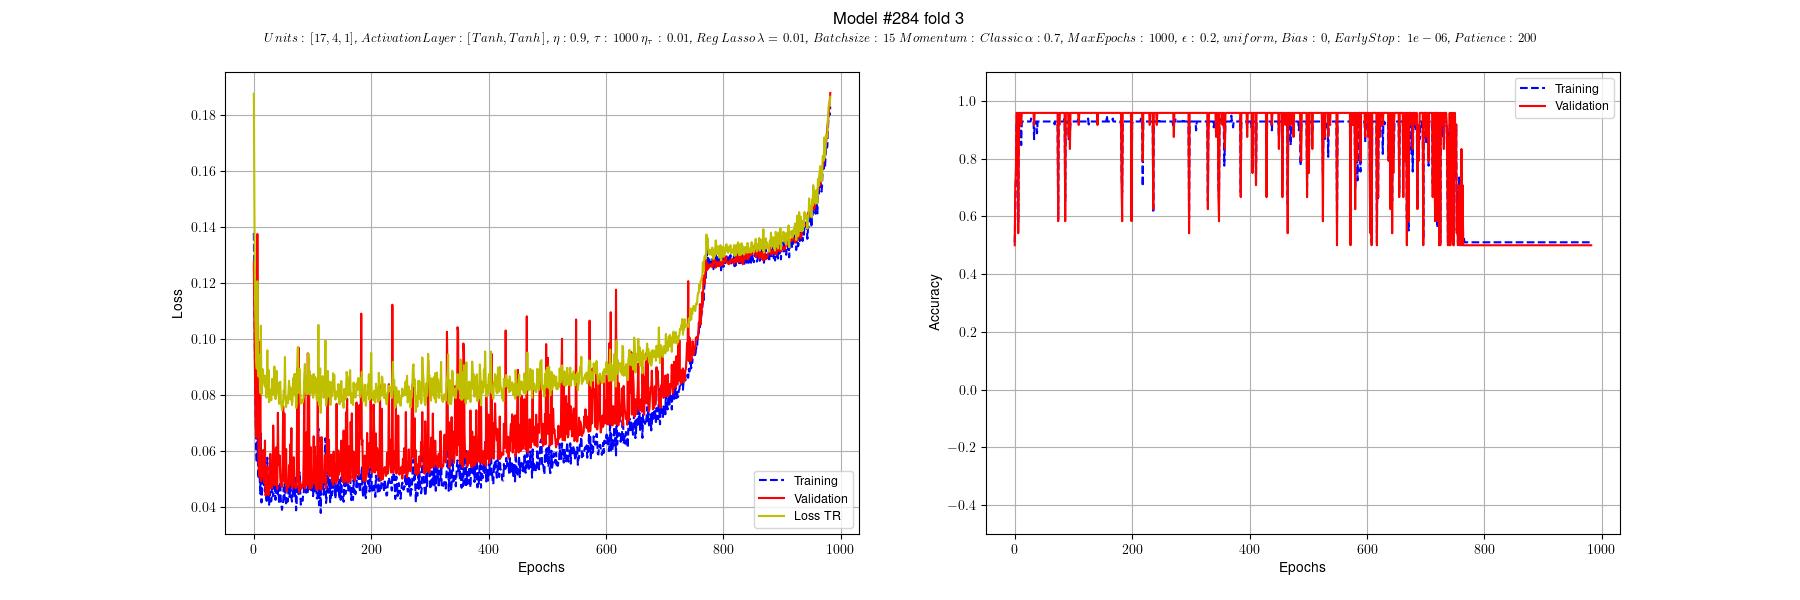 Model #284 fold 3
Units : [17, 4, 1], ActivationLayer : [Tanh, Tanh], η : 0.9, τ : 1000 ητ : 0.01, Reg Lasso λ = 0.01, Batchsize : 15 Momentum : Classic α : 0.7, MaxEpochs : 1000, ϵ : 0.2, uniform, Bias : 0, EarlyStop : 1e − 06, Patience : 200
0.18
0.16
0.14
0.12
0.10
0.08
0.06
0.04
Loss
Training
Validation
Loss TR
0 200 400 600 800 1000
Epochs
1.0
0.8
0.6
0.4
0.2
0.0
−0.2
−0.4
Accuracy
Training
Validation
0 200 400 600 800 1000
Epochs